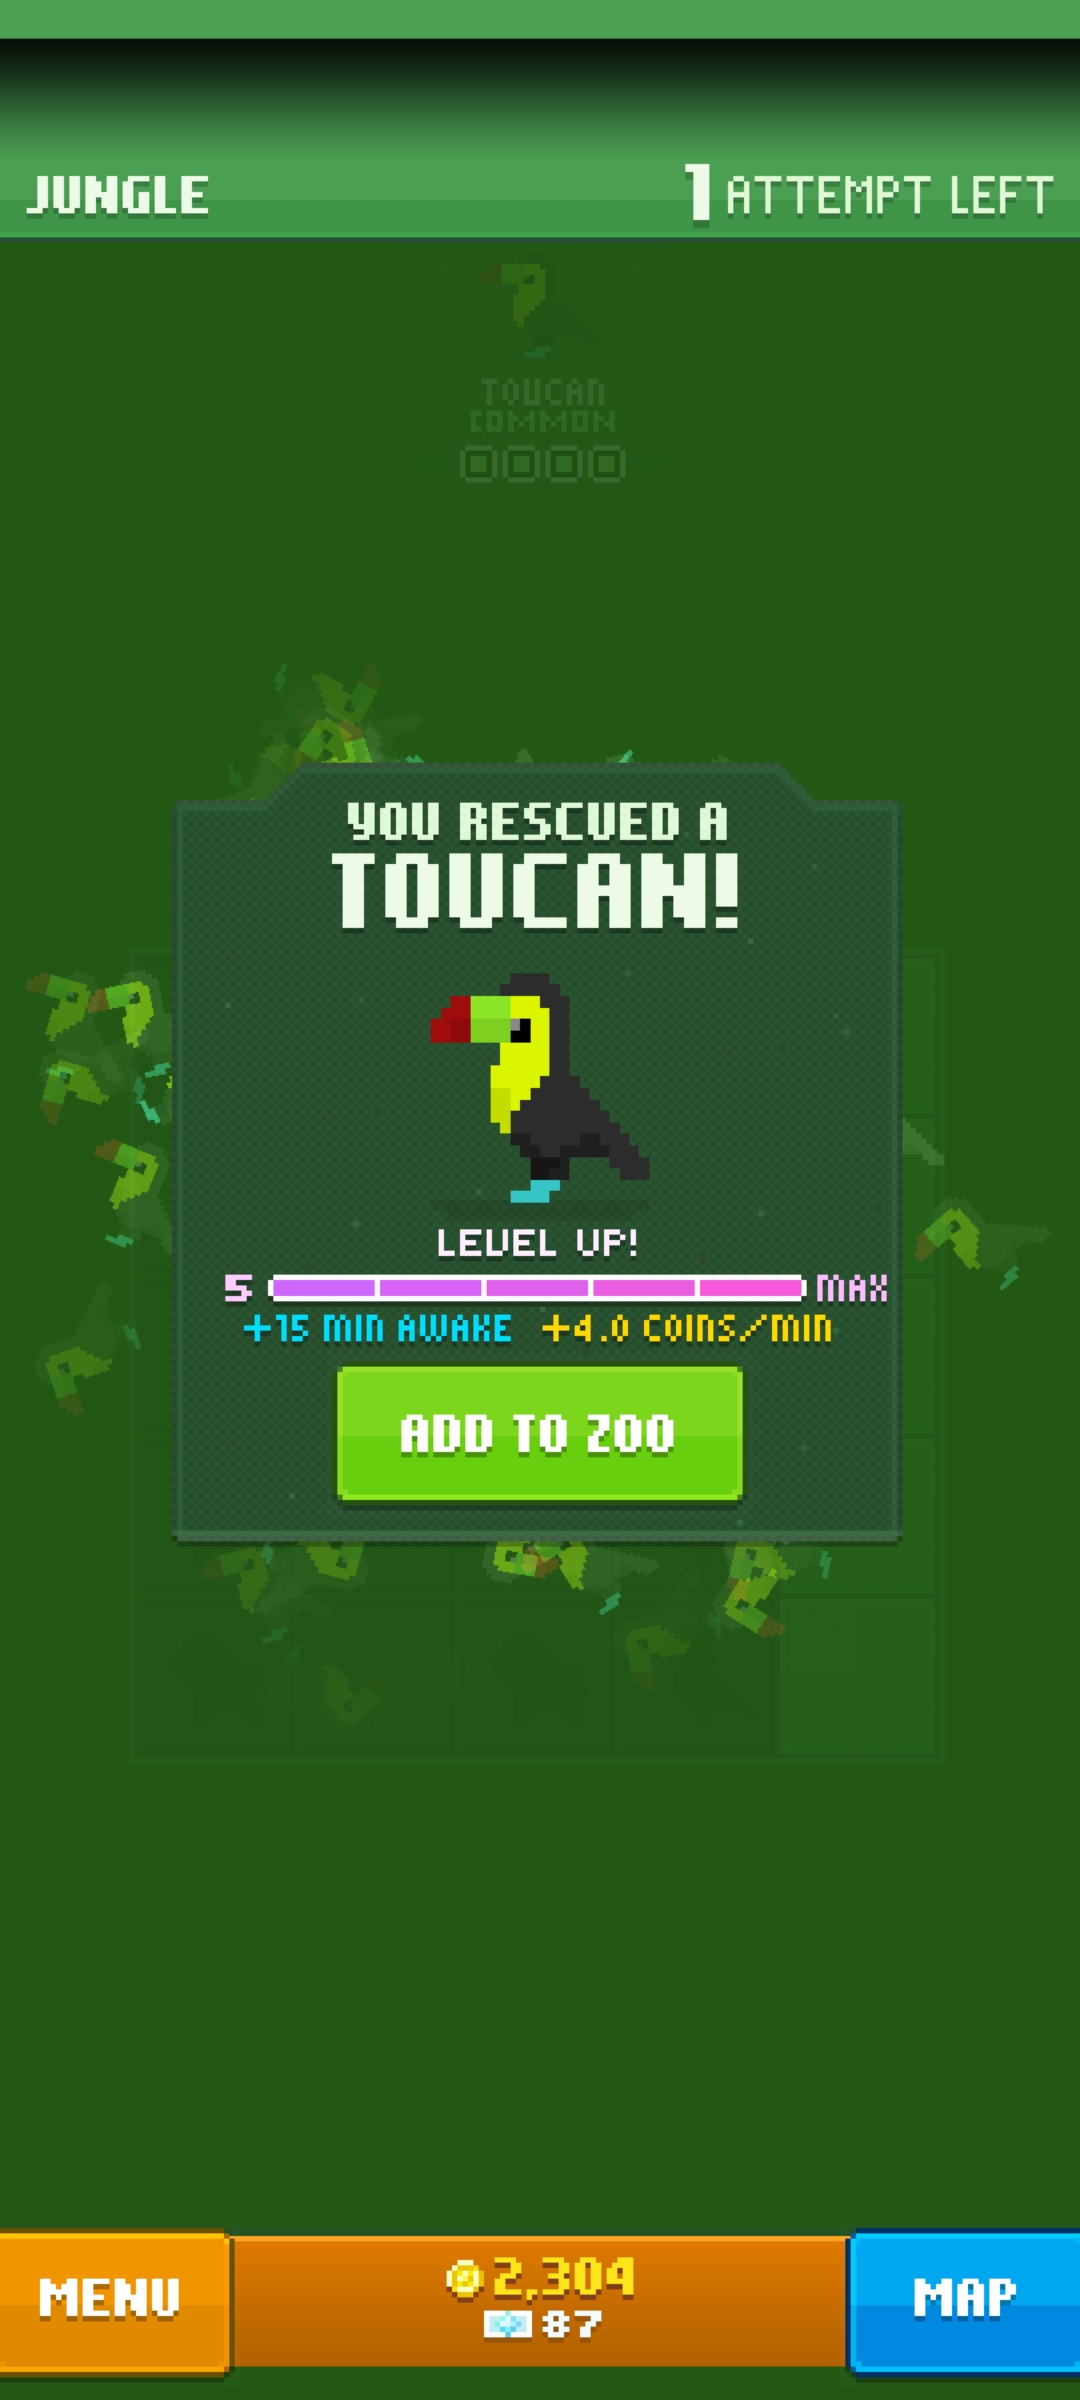 JUNGLE
1 ATTEMPT LEFT
TOUCAN
COMMON
YOU RESCUED A
TOUCAN!
LEVEL UP!
5 MAX
+15 MIN AWAKE +4.0 COINS/MIN
ADD TO ZOO
MENU
2,304
87
MAP